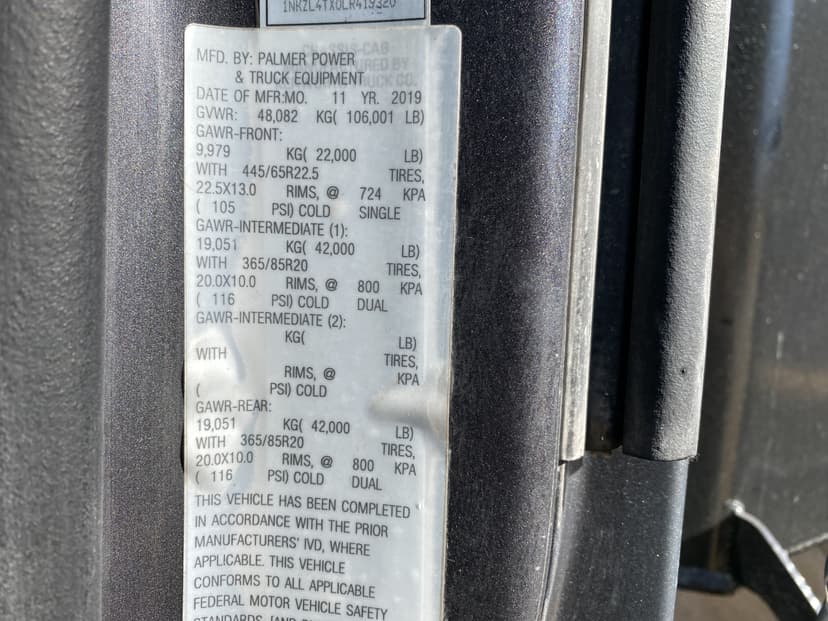 1NKZL4TX0LR419320
MFD. BY: PALMER POWER
& TRUCK EQUIPMENT
DATE OF MFR:MO. 11 YR. 2019
GVWR: 48,082 KG( 106,001 LB)
GAWR-FRONT:
9,979 KG( 22,000 LB)
WITH 445/65R22.5 TIRES,
22.5X13.0 RIMS, @ 724 KPA
( 105 PSI) COLD SINGLE
GAWR-INTERMEDIATE (1):
19,051 KG( 42,000 LB)
WITH 365/85R20 TIRES,
20.0X10.0 RIMS, @ 800 KPA
( 116 PSI) COLD DUAL
GAWR-INTERMEDIATE (2):
KG( LB)
WITH TIRES,
RIMS, @ KPA
( PSI) COLD
GAWR-REAR:
19,051 KG( 42,000 LB)
WITH 365/85R20 TIRES,
20.0X10.0 RIMS, @ 800 KPA
( 116 PSI) COLD DUAL
THIS VEHICLE HAS BEEN COMPLETED
IN ACCORDANCE WITH THE PRIOR
MANUFACTURERS' IVD, WHERE
APPLICABLE. THIS VEHICLE
CONFORMS TO ALL APPLICABLE
FEDERAL MOTOR VEHICLE SAFETY